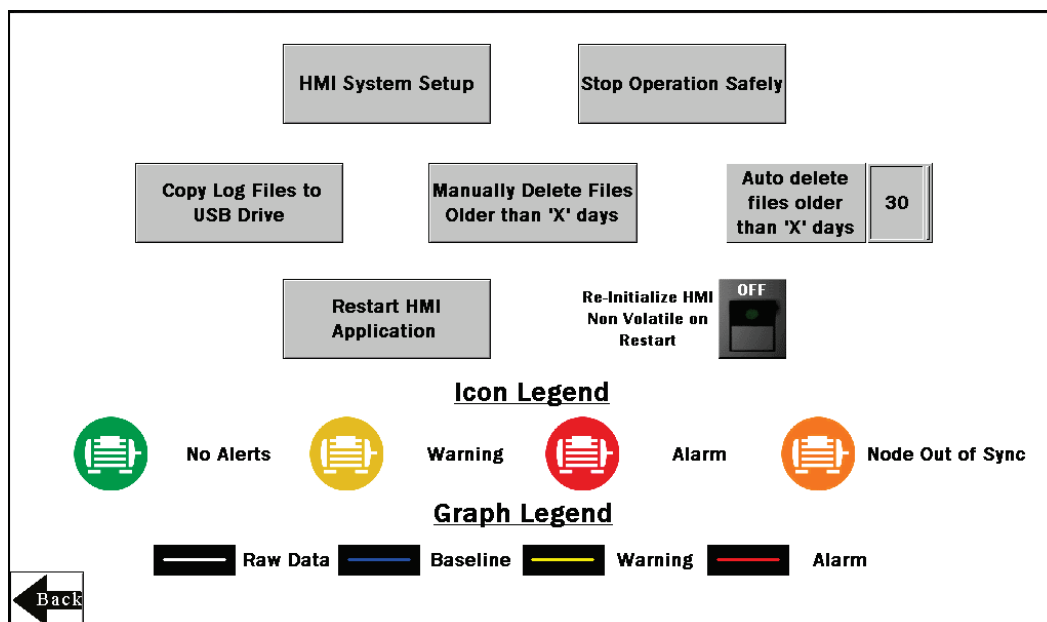 HMI System Setup
Stop Operation Safely
Copy Log Files to
USB Drive
Manually Delete Files
Older than 'X' days
Auto delete
files older
than 'X' days
30
Restart HMI
Application
Re-Initialize HMI
Non Volatile on
Restart
OFF
Icon Legend
No Alerts
Warning
Alarm
Node Out of Sync
Graph Legend
Raw Data
Baseline
Warning
Alarm
Back